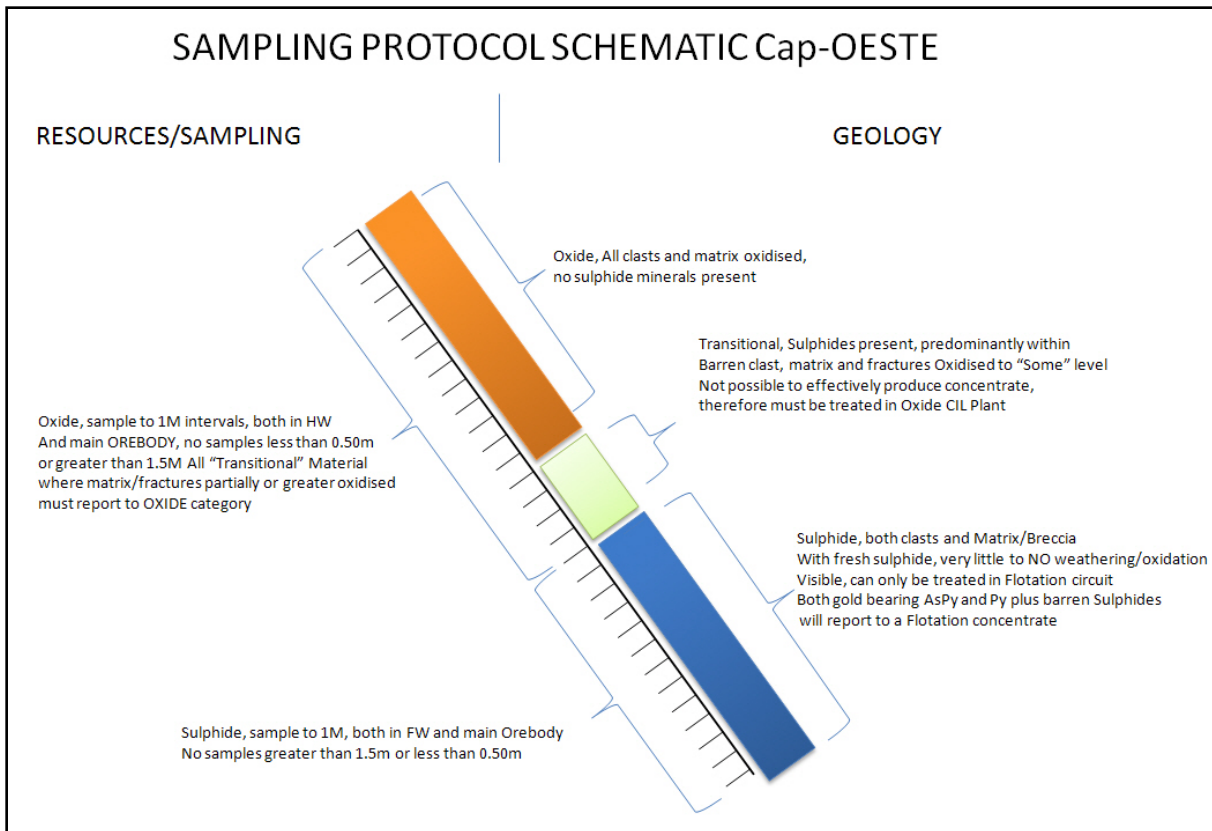 SAMPLING PROTOCOL SCHEMATIC Cap-OESTE
RESOURCES/SAMPLING
GEOLOGY
Oxide, All clasts and matrix oxidised,
no sulphide minerals present
Transitional, Sulphides present, predominantly within
Barren clast, matrix and fractures Oxidised to “Some” level
Not possible to effectively produce concentrate,
therefore must be treated in Oxide CIL Plant
Oxide, sample to 1M intervals, both in HW
And main OREBODY, no samples less than 0.50m
or greater than 1.5M All “Transitional” Material
where matrix/fractures partially or greater oxidised
must report to OXIDE category
Sulphide, both clasts and Matrix/Breccia
With fresh sulphide, very little to NO weathering/oxidation
Visible, can only be treated in Flotation circuit
Both gold bearing AsPy and Py plus barren Sulphides
will report to a Flotation concentrate
Sulphide, sample to 1M, both in FW and main Orebody
No samples greater than 1.5m or less than 0.50m